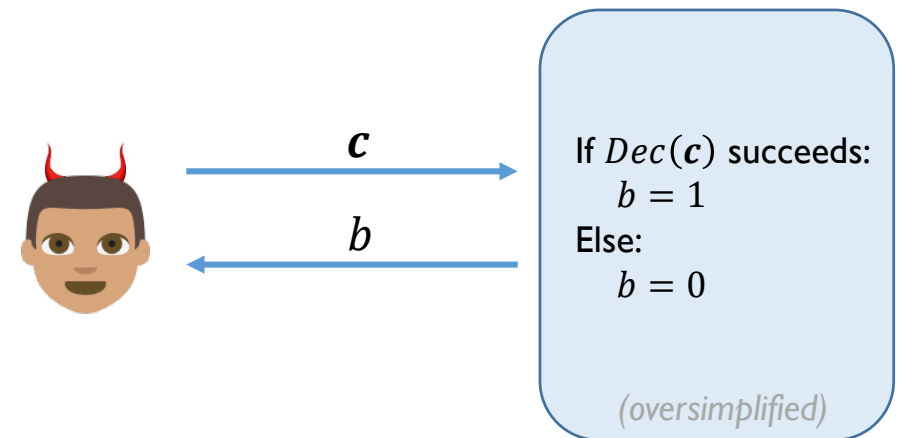 c
b
If Dec(c) succeeds:
b = 1
Else:
b = 0
(oversimplified)